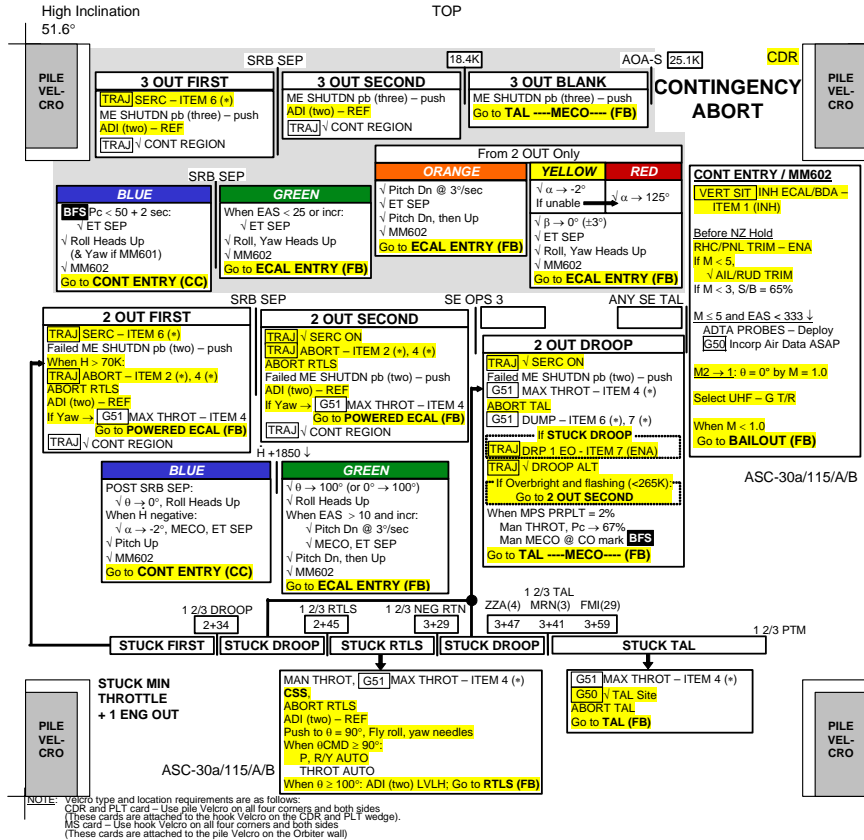 High Inclination
51.6°
TOP
PILE
VEL-
CRO
PILE
VEL-
CRO
CDR
CONTINGENCY
ABORT
SRB SEP
18.4K
AOA-S 25.1K
3 OUT FIRST
TRAJ SERC – ITEM 6 (*)
ME SHUTDN pb (three) – push
ADI (two) – REF
TRAJ √ CONT REGION
3 OUT SECOND
ME SHUTDN pb (three) – push
ADI (two) – REF
TRAJ √ CONT REGION
3 OUT BLANK
ME SHUTDN pb (three) – push
Go to TAL ----MECO---- (FB)
SRB SEP
BLUE
BFS Pc < 50 + 2 sec:
√ ET SEP
√ Roll Heads Up
(& Yaw if MM601)
√ MM602
Go to CONT ENTRY (CC)
GREEN
When EAS < 25 or incr:
√ ET SEP
√ Roll, Yaw Heads Up
√ MM602
Go to ECAL ENTRY (FB)
From 2 OUT Only
ORANGE
√ Pitch Dn @ 3°/sec
√ ET SEP
√ Pitch Dn, then Up
√ MM602
Go to ECAL ENTRY (FB)
YELLOW
RED
√ α → -2°
If unable
√ α → 125°
√ β → 0° (±3°)
√ ET SEP
√ Roll, Yaw Heads Up
√ MM602
Go to ECAL ENTRY (FB)
CONT ENTRY / MM602
VERT SIT INH ECAL/BDA –
ITEM 1 (INH)
Before NZ Hold
RHC/PNL TRIM – ENA
If M < 5,
√ AIL/RUD TRIM
If M < 3, S/B = 65%
M ≤ 5 and EAS < 333 ↓
ADTA PROBES – Deploy
G50 Incorp Air Data ASAP
M2 → 1: θ = 0° by M = 1.0
Select UHF – G T/R
When M < 1.0
Go to BAILOUT (FB)
ASC-30a/115/A/B
SRB SEP
SE OPS 3
ANY SE TAL
2 OUT FIRST
TRAJ SERC – ITEM 6 (*)
Failed ME SHUTDN pb (two) – push
When H > 70K:
TRAJ ABORT – ITEM 2 (*), 4 (*)
ABORT RTLS
ADI (two) – REF
If Yaw → G51 MAX THROT – ITEM 4
Go to POWERED ECAL (FB)
TRAJ √ CONT REGION
2 OUT SECOND
TRAJ √ SERC ON
TRAJ ABORT – ITEM 2 (*), 4 (*)
ABORT RTLS
Failed ME SHUTDN pb (two) – push
ADI (two) – REF
If Yaw → G51 MAX THROT – ITEM 4
Go to POWERED ECAL (FB)
TRAJ √ CONT REGION
2 OUT DROOP
TRAJ √ SERC ON
Failed ME SHUTDN pb (two) – push
G51 MAX THROT – ITEM 4 (*)
ABORT TAL
G51 DUMP – ITEM 6 (*), 7 (*)
If STUCK DROOP
TRAJ DRP 1 EO - ITEM 7 (ENA)
TRAJ √ DROOP ALT
If Overbright and flashing (<265K):
Go to 2 OUT SECOND
When MPS PRPLT = 2%
Man THROT, Pc → 67%
Man MECO @ CO mark BFS
Go to TAL ----MECO---- (FB)
Ḣ +1850 ↓
BLUE
POST SRB SEP:
√ θ → 0°, Roll Heads Up
When Ḣ negative:
√ α → -2°, MECO, ET SEP
√ Pitch Up
√ MM602
Go to CONT ENTRY (CC)
GREEN
√ θ → 100° (or 0° → 100°)
√ Roll Heads Up
When EAS > 10 and incr:
√ Pitch Dn @ 3°/sec
√ MECO, ET SEP
√ Pitch Dn, then Up
√ MM602
Go to ECAL ENTRY (FB)
1 2/3 DROOP
2+34
1 2/3 RTLS
2+45
1 2/3 NEG RTN
3+29
1 2/3 TAL
ZZA(4) MRN(3) FMI(29)
3+47 3+41 3+59
1 2/3 PTM
STUCK FIRST
STUCK DROOP
STUCK RTLS
STUCK DROOP
STUCK TAL
STUCK MIN
THROTTLE
+ 1 ENG OUT
MAN THROT, G51 MAX THROT – ITEM 4 (*)
CSS,
ABORT RTLS
ADI (two) – REF
Push to θ = 90°, Fly roll, yaw needles
When θCMD ≥ 90°:
P, R/Y AUTO
THROT AUTO
When θ ≥ 100°: ADI (two) LVLH; Go to RTLS (FB)
G51 MAX THROT – ITEM 4 (*)
G50 √ TAL Site
ABORT TAL
Go to TAL (FB)
PILE
VEL-
CRO
PILE
VEL-
CRO
ASC-30a/115/A/B
NOTE: Velcro type and location requirements are as follows:
CDR and PLT card – Use pile Velcro on all four corners and both sides
(These cards are attached to the hook Velcro on the CDR and PLT wedge).
MS card – Use hook Velcro on all four corners and both sides
(These cards are attached to the pile Velcro on the Orbiter wall)